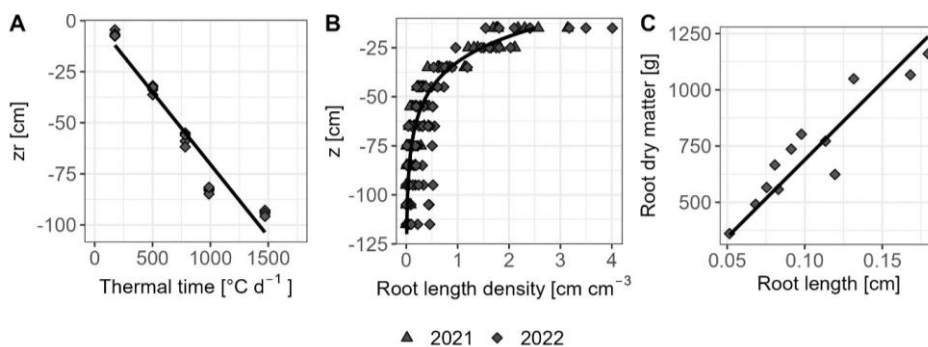 A
0
-25
-50
-75
-100
zr [cm]
0 500 1000 1500
Thermal time [°C d⁻¹ ]
B
-25
-50
-75
-100
-125
z [cm]
0 1 2 3 4
Root length density [cm cm⁻³
C
1250
1000
750
500
Root dry matter [g]
0.05 0.10 0.15
Root length [cm]
2021 2022